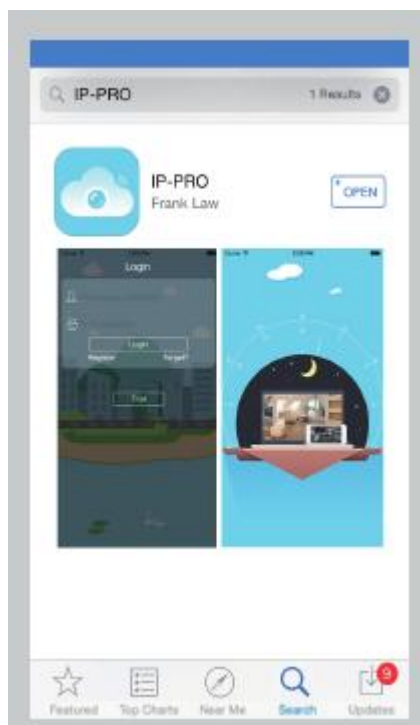 IP-PRO 1 Results
IP-PRO
Frank Law
+ OPEN
Login
Login
Register Forget?
Featured Top Charts Near Me Search Updates
9